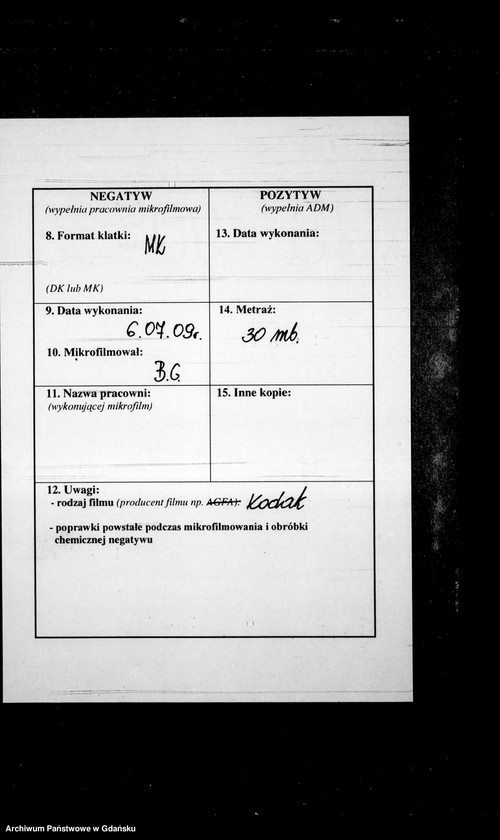 NEGATYW
(wypełnia pracownia mikrofilmowa)
8. Format klatki: MK
(DK lub MK)
9. Data wykonania:
6.07.09r.
10. Mikrofilmował:
B.G.
11. Nazwa pracowni:
(wykonującej mikrofilm)
POZYTYW
(wypełnia ADM)
13. Data wykonania:
14. Metraż:
30 mb.
15. Inne kopie:
12. Uwagi:
- rodzaj filmu (producent filmu np. AGFA): Kodak
- poprawki powstałe podczas mikrofilmowania i obróbki
chemicznej negatywu
Archiwum Państwowe w Gdańsku